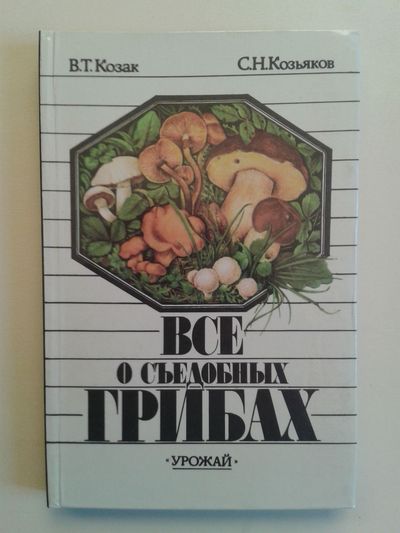 В.Т. Козак С.Н. Козьяков
ВСЕ
О СЪЕДОБНЫХ
ГРИБАХ
«УРОЖАЙ»